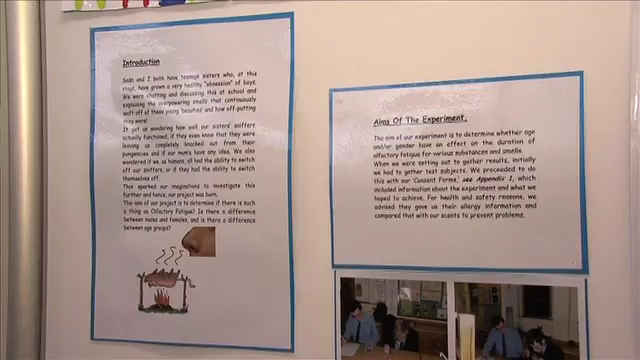 Introduction
Sadn and I both have teenage sisters who, at this
stage, have grown a very healthy "obsession" of boys.
We were chatting and discussing this at school and
explaining the overpowering smells that continuously
waft off of these young 'beauties' and how off-putting
they were!
It got us wondering how well our sisters' sniffers
actually functioned, if they even knew that they were
leaving us completely knocked out from their
pungencies and if our mum's have any idea. We also
wondered if we, as humans, all had the ability to switch
off our sniffers, or if they had the ability to switch
themselves off.
This sparked our imaginations to investigate this
further and hence, our project was born.
The aim of our project is to determine if there is such
a thing as Olfactory Fatigue? Is there a difference
between males and females, and is there a difference
between age groups?
Aims Of The Experiment.
The aim of our experiment is to determine whether age
and/or gender have an effect on the duration of
olfactory fatigue for various substances and smells.
When we were setting out to gather results, initially
we had to gather test subjects. We proceeded to do
this with our 'Consent Forms,' see Appendix 1, which
included information about the experiment and what we
hoped to achieve. For health and safety reasons, we
advised they gave us their allergy information and
compared that with our scents to prevent problems.